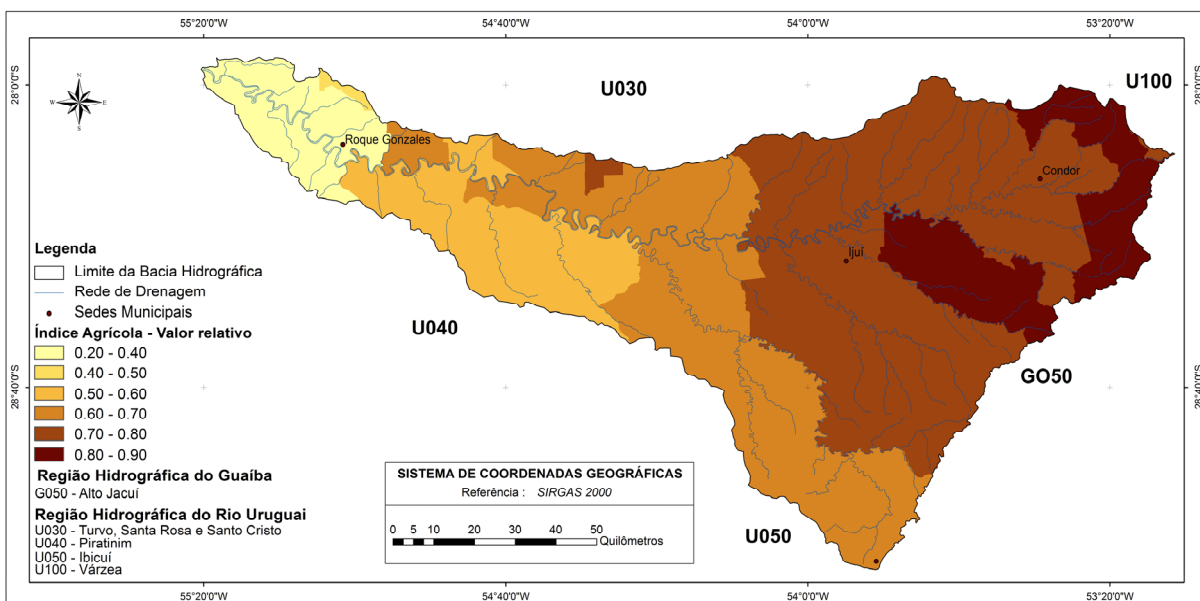 55°20'0"W 54°40'0"W 54°0'0"W 53°20'0"W
28°0'0"S
28°0'0"S
N
W E
S
U030
U100
Roque Gonzales
Condor
Ijuí
U040
GO50
U050
28°40'0"S
28°40'0"S
Legenda
Limite da Bacia Hidrográfica
Rede de Drenagem
Sedes Municipais
Índice Agrícola - Valor relativo
0.20 - 0.40
0.40 - 0.50
0.50 - 0.60
0.60 - 0.70
0.70 - 0.80
0.80 - 0.90
Região Hidrográfica do Guaíba
G050 - Alto Jacuí
Região Hidrográfica do Rio Uruguai
U030 - Turvo, Santa Rosa e Santo Cristo
U040 - Piratinim
U050 - Ibicuí
U100 - Várzea
SISTEMA DE COORDENADAS GEOGRÁFICAS
Referência : SIRGAS 2000
0 5 10 20 30 40 50
Quilômetros
55°20'0"W 54°40'0"W 54°0'0"W 53°20'0"W